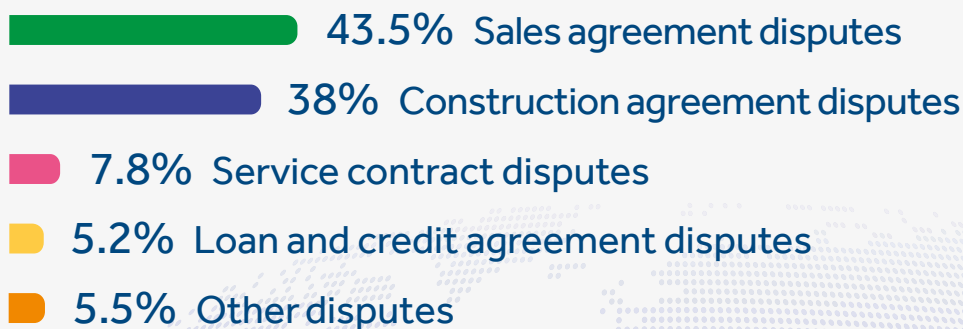 43.5% Sales agreement disputes
38% Construction agreement disputes
7.8% Service contract disputes
5.2% Loan and credit agreement disputes
5.5% Other disputes